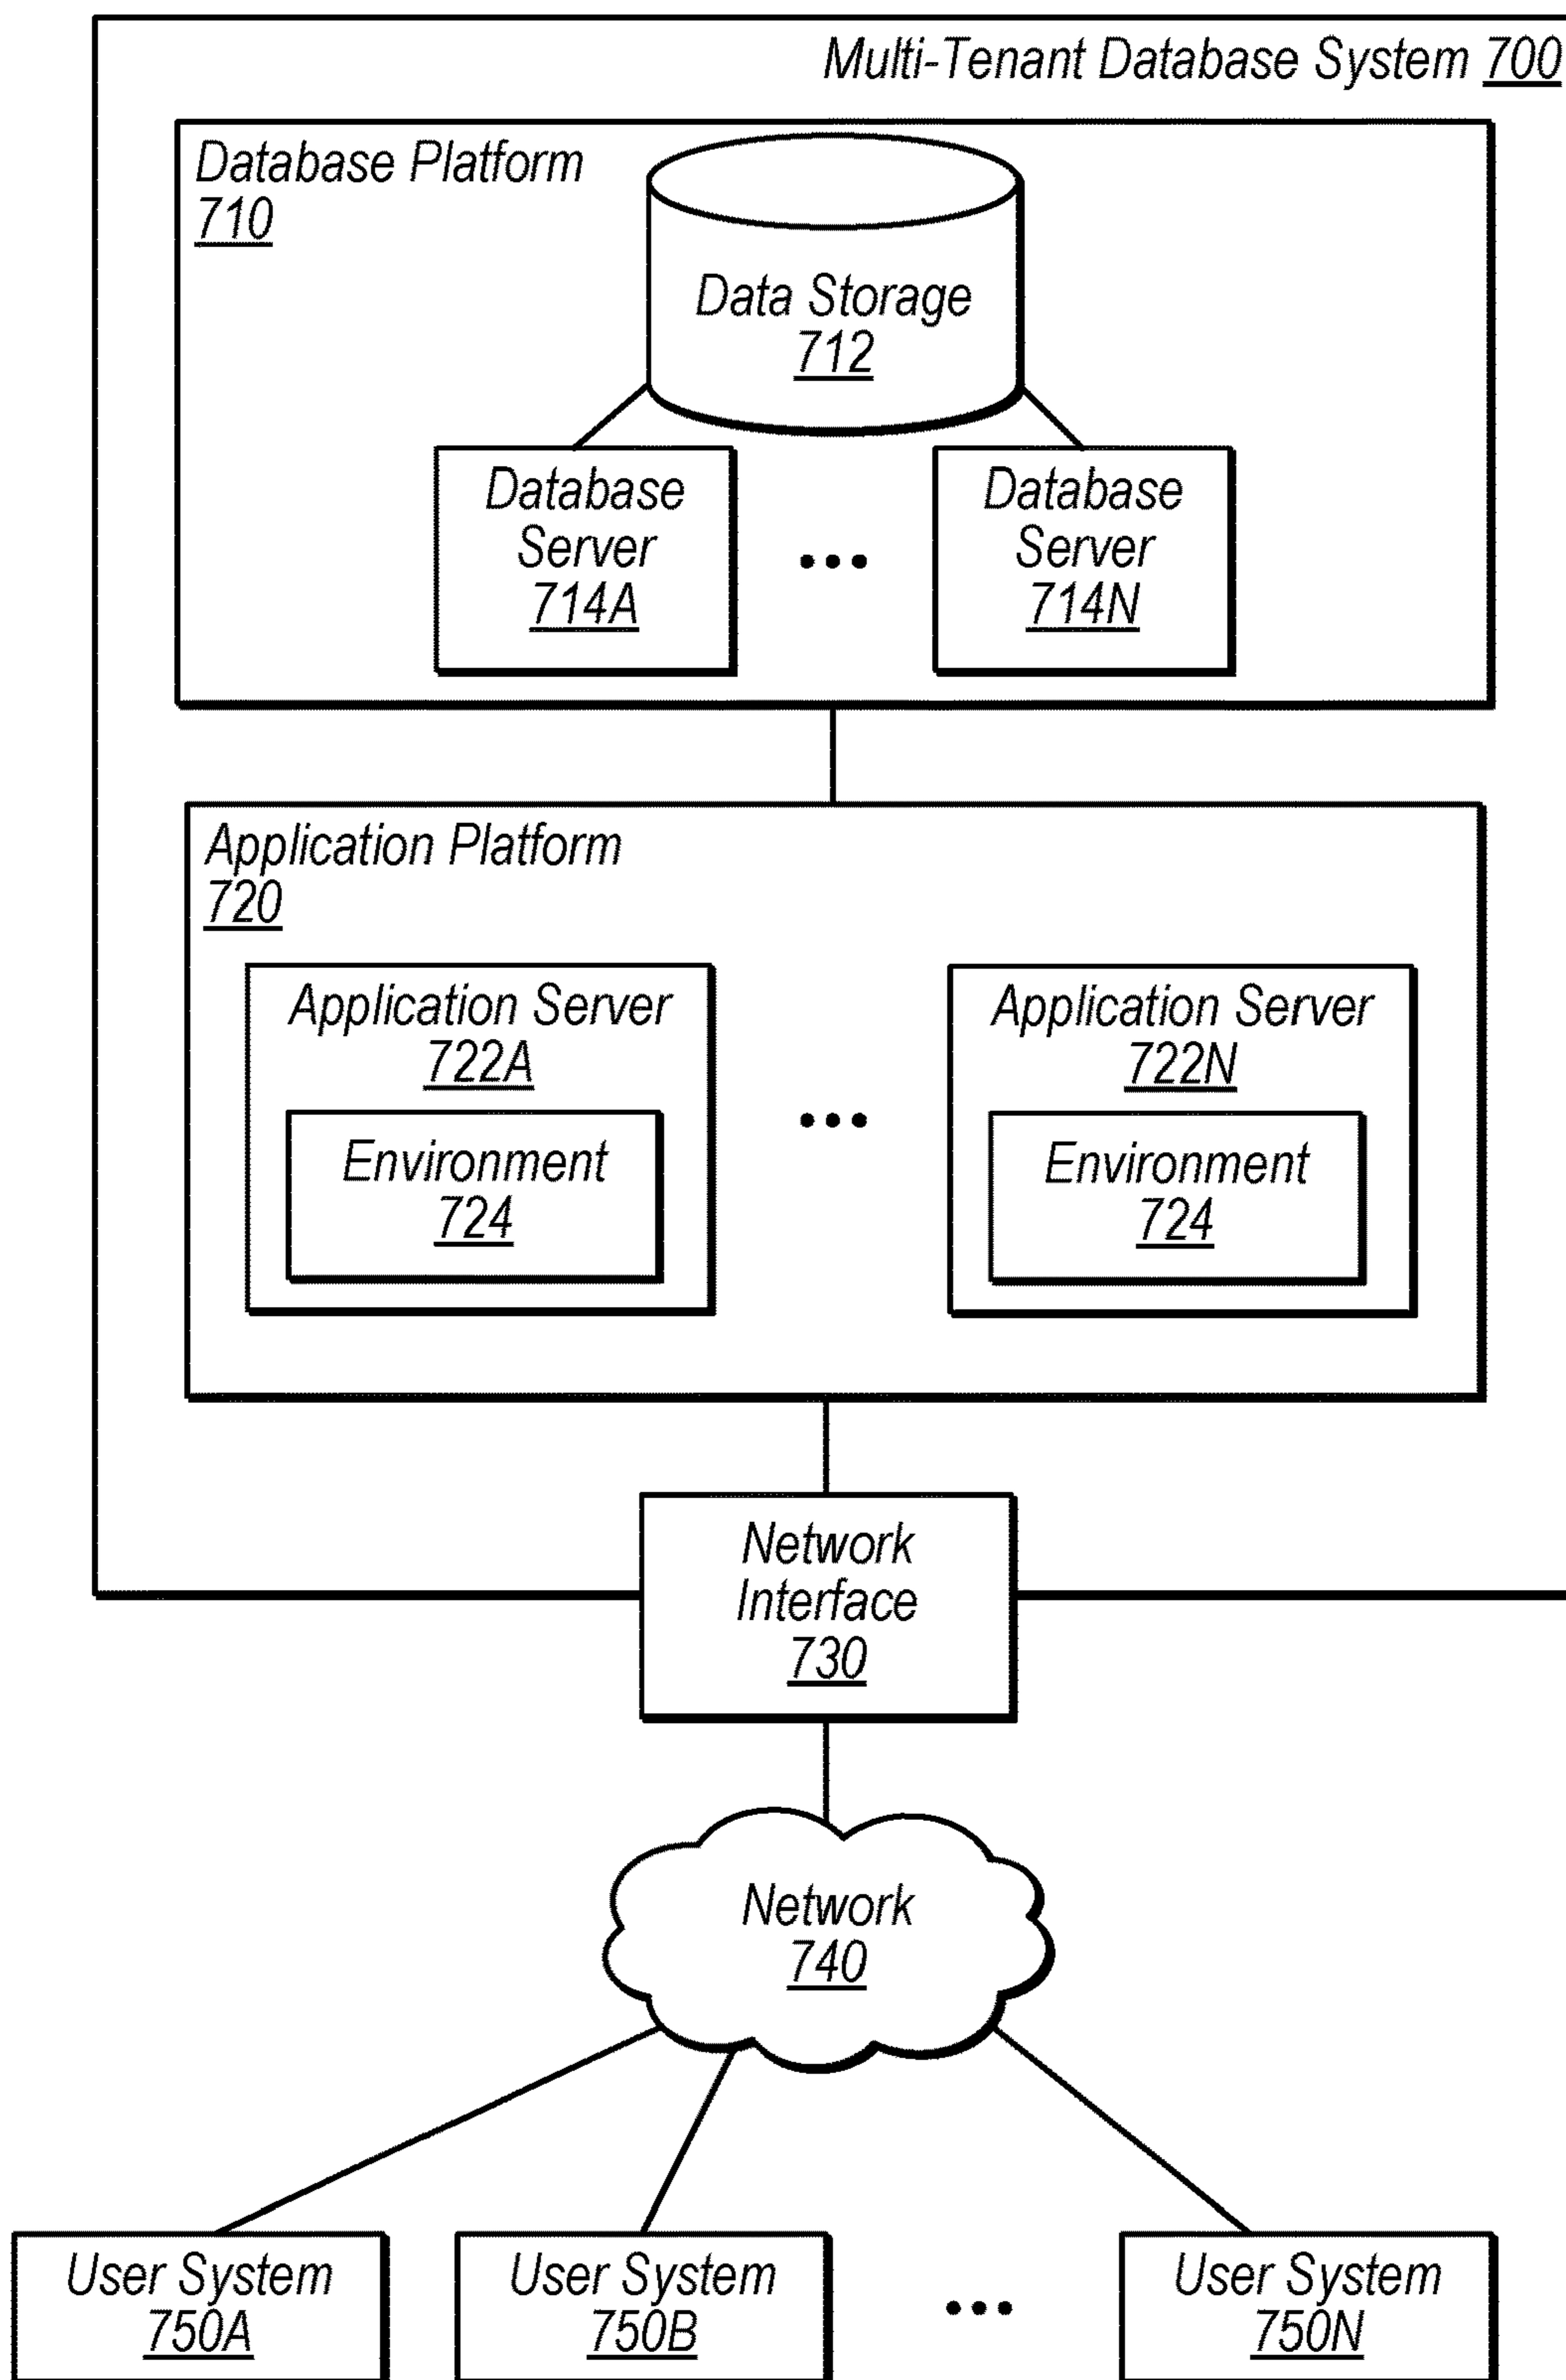 Multi-Tenant Database System 700
Database Platform
710
Data Storage
712
Database
Server
714A
Database
Server
714N
Application Platform
720
Application Server
722A
Environment
724
Application Server
722N
Environment
724
Network
Interface
730
Network
740
User System
750A
User System
750B
User System
750N